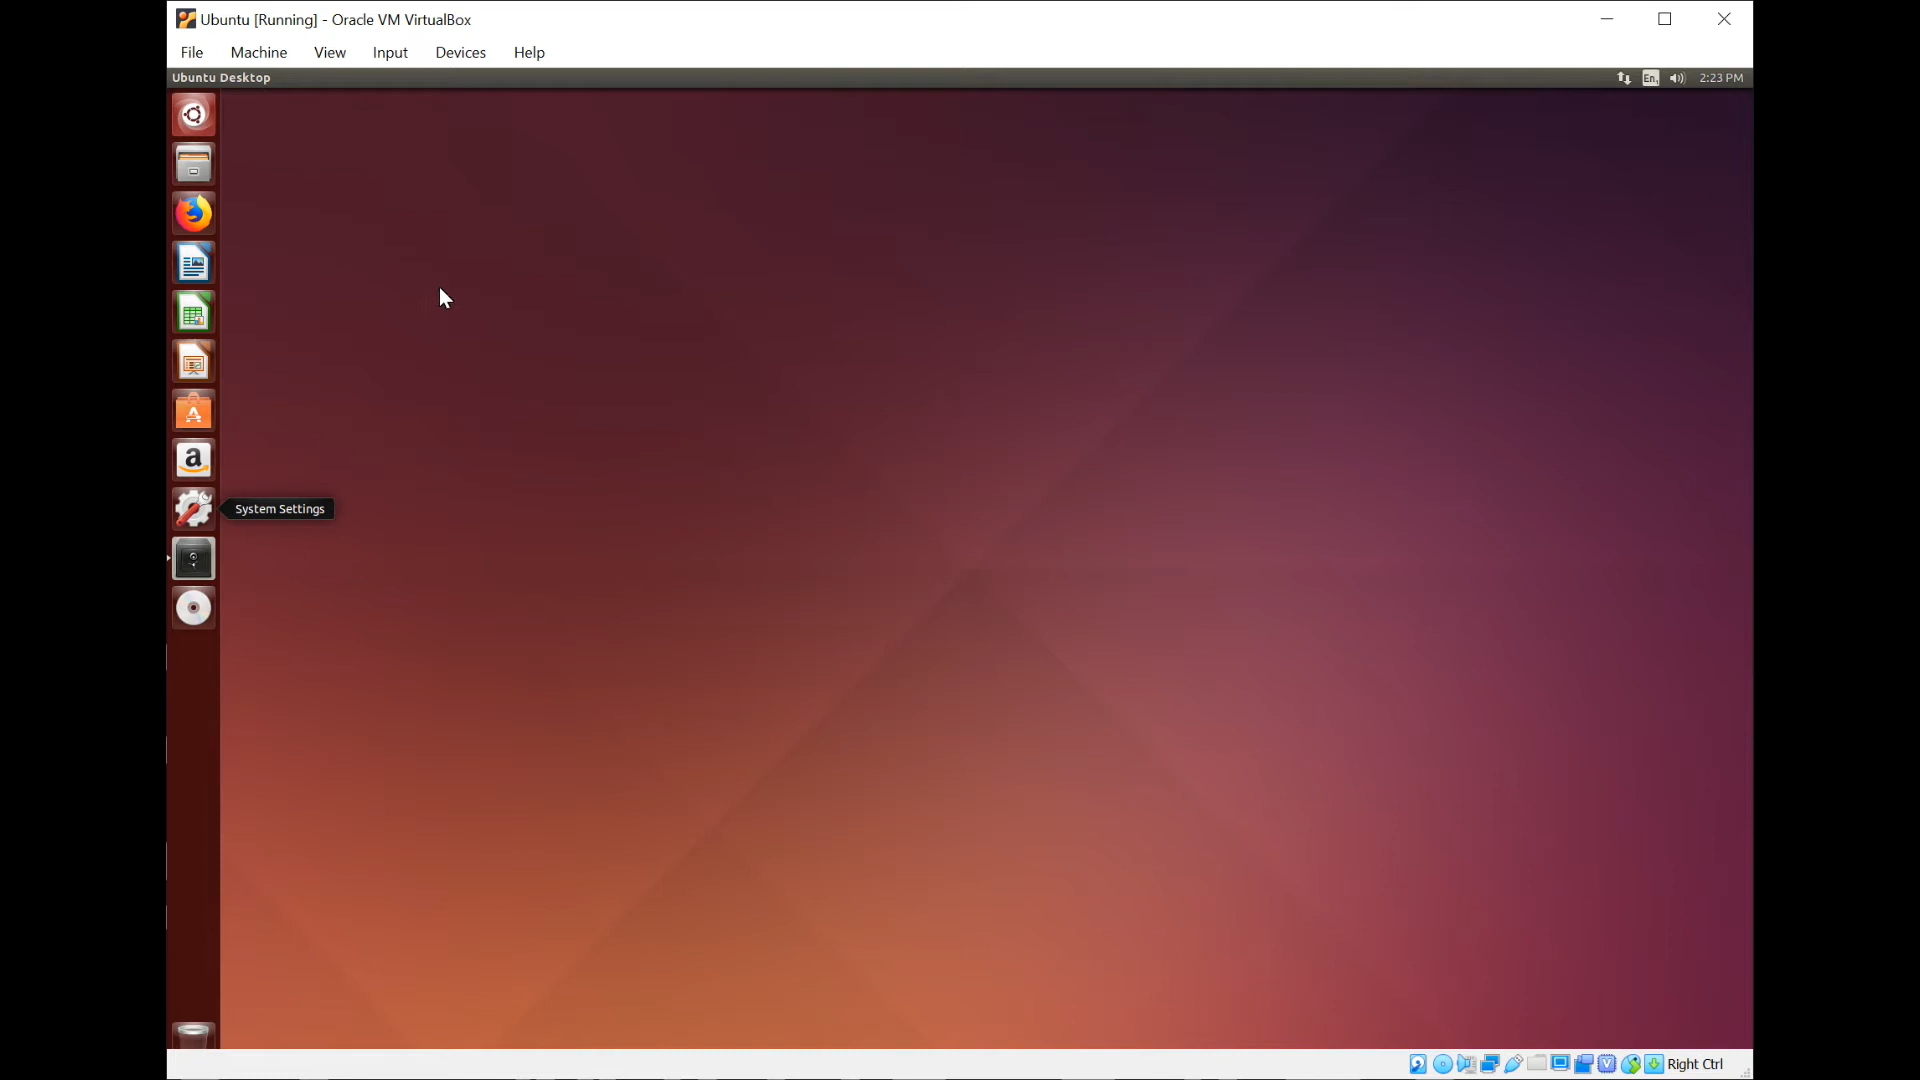 Ubuntu [Running] - Oracle VM VirtualBox
File Machine View Input Devices Help
Ubuntu Desktop En 2:23 PM
a
System Settings
Right Ctrl